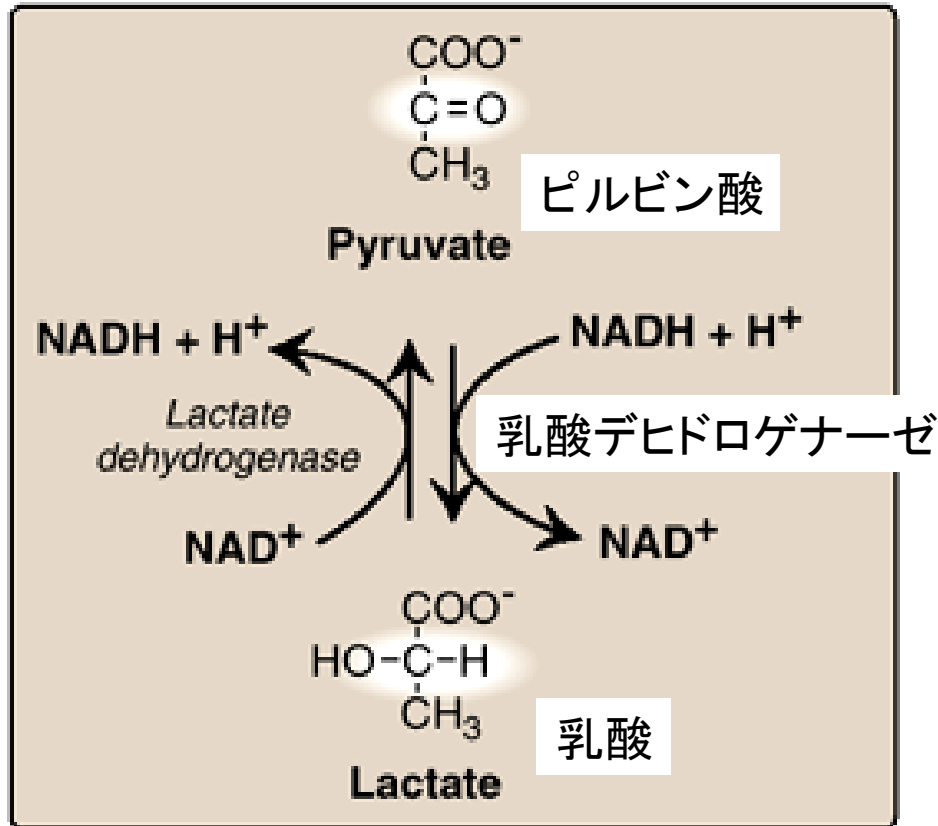 COO⁻
C=O
CH₃
ピルビン酸
Pyruvate
NADH + H⁺
NADH + H⁺
Lactate
dehydrogenase
乳酸デヒドロゲナーゼ
NAD⁺
NAD⁺
COO⁻
HO-C-H
CH₃
乳酸
Lactate